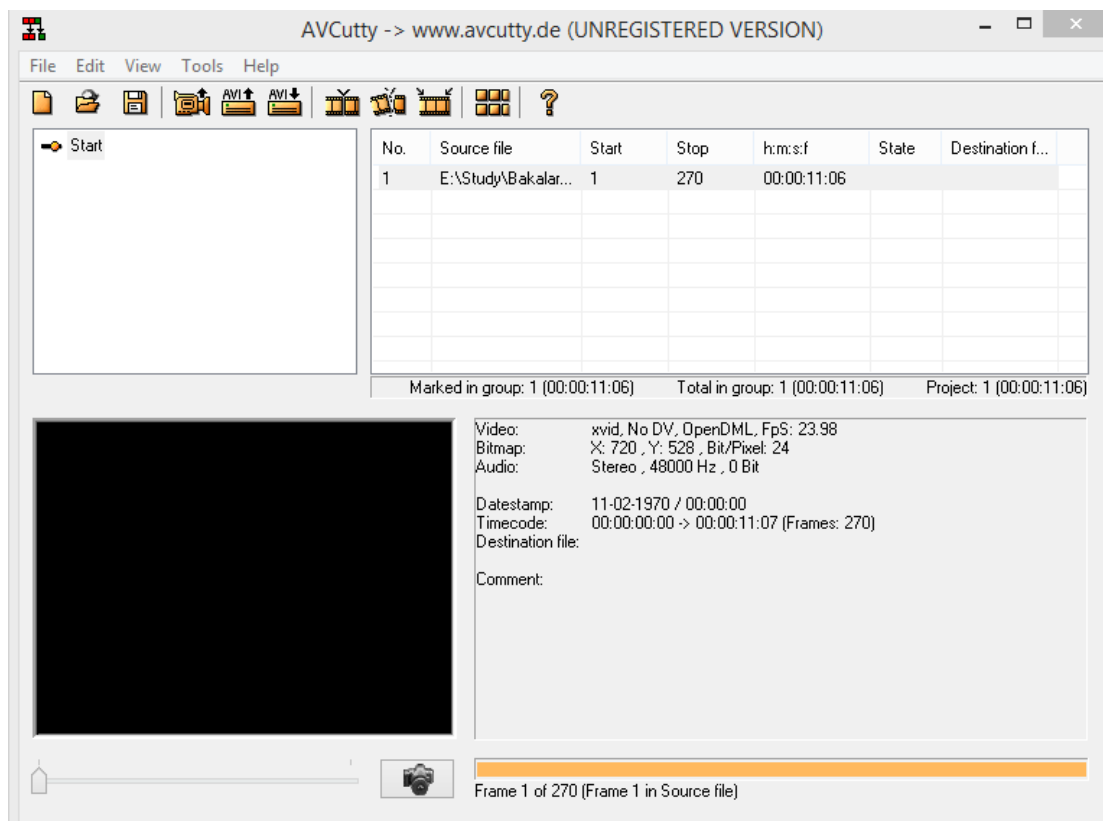 AVCutty -> www.avcutty.de (UNREGISTERED VERSION)
File Edit View Tools Help
AVI AVI
Start
No. Source file Start Stop h:m:s:f State Destination f...
1 E:\Study\Bakalar... 1 270 00:00:11:06
Marked in group: 1 (00:00:11:06) Total in group: 1 (00:00:11:06) Project: 1 (00:00:11:06)
Video: xvid, No DV, OpenDML, FpS: 23.98
Bitmap: X: 720 , Y: 528 , Bit/Pixel: 24
Audio: Stereo , 48000 Hz , 0 Bit
Datestamp: 11-02-1970 / 00:00:00
Timecode: 00:00:00:00 -> 00:00:11:07 (Frames: 270)
Destination file:
Comment:
Frame 1 of 270 (Frame 1 in Source file)